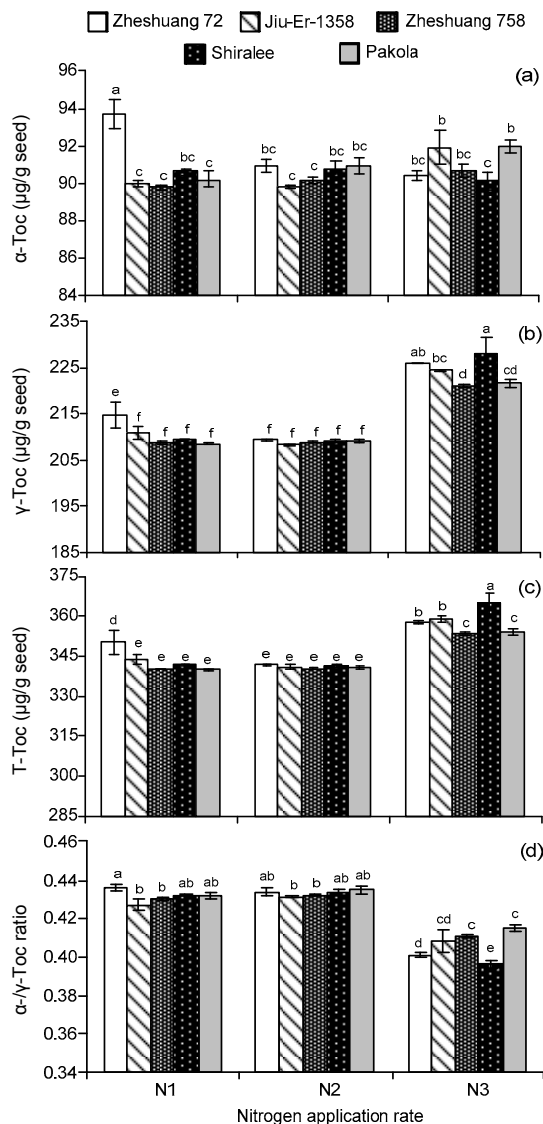 Zheshuang 72 Jiu-Er-1358 Zheshuang 758
Shiralee Pakola
(a)
α-Toc (µg/g seed)
96
94
92
90
88
86
84
a c c bc c
bc c c bc bc
bc b bc c b
(b)
γ-Toc (µg/g seed)
235
225
215
205
195
185
e f f f f
f f f f f
ab bc d a cd
(c)
T-Toc (µg/g seed)
375
360
345
330
315
300
285
d e e e e
e e e e e
b b c a c
(d)
α-/γ-Toc ratio
0.46
0.44
0.42
0.40
0.38
0.36
0.34
a b b ab ab
ab b b ab ab
d cd c e c
N1 N2 N3
Nitrogen application rate